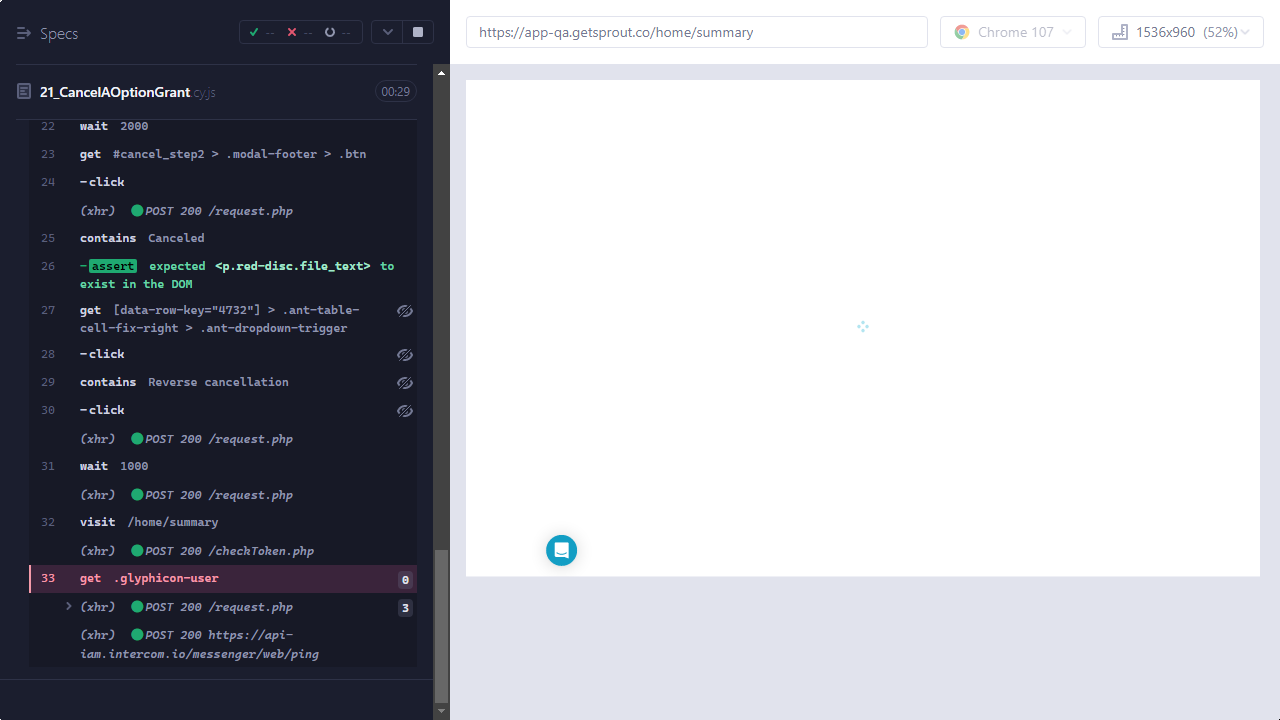 Specs
-- -- --
https://app-qa.getsprout.co/home/summary
Chrome 107
1536x960 (52%)
21_CancelAOptionGrant.cy.js
00:29
22 wait 2000
23 get #cancel_step2 > .modal-footer > .btn
24 -click
(xhr) POST 200 /request.php
25 contains Canceled
26 -assert expected <p.red-disc.file_text> to
exist in the DOM
27 get [data-row-key="4732"] > .ant-table-
cell-fix-right > .ant-dropdown-trigger
28 -click
29 contains Reverse cancellation
30 -click
(xhr) POST 200 /request.php
31 wait 1000
(xhr) POST 200 /request.php
32 visit /home/summary
(xhr) POST 200 /checkToken.php
33 get .glyphicon-user 0
(xhr) POST 200 /request.php 3
(xhr) POST 200 https://api-
iam.intercom.io/messenger/web/ping